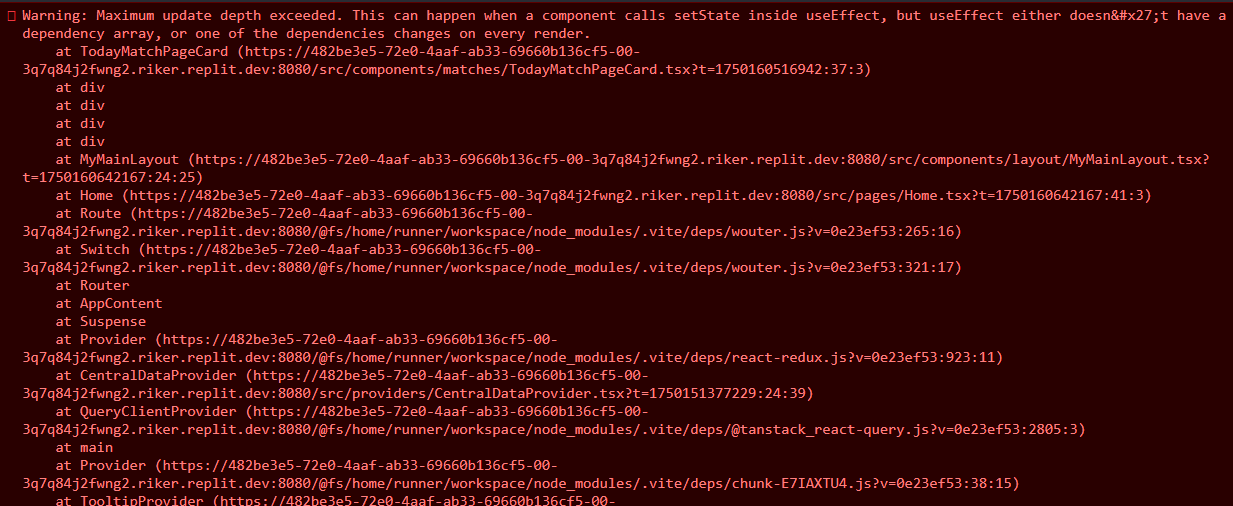 Warning: Maximum update depth exceeded. This can happen when a component calls setState inside useEffect, but useEffect either doesn&#x27;t have a
dependency array, or one of the dependencies changes on every render.
at TodayMatchPageCard (https://482be3e5-72e0-4aaf-ab33-69660b136cf5-00-
3q7q84j2fwng2.riker.replit.dev:8080/src/components/matches/TodayMatchPageCard.tsx?t=1750160516942:37:3)
at div
at div
at div
at div
at MyMainLayout (https://482be3e5-72e0-4aaf-ab33-69660b136cf5-00-3q7q84j2fwng2.riker.replit.dev:8080/src/components/layout/MyMainLayout.tsx?
t=1750160642167:24:25)
at Home (https://482be3e5-72e0-4aaf-ab33-69660b136cf5-00-3q7q84j2fwng2.riker.replit.dev:8080/src/pages/Home.tsx?t=1750160642167:41:3)
at Route (https://482be3e5-72e0-4aaf-ab33-69660b136cf5-00-
3q7q84j2fwng2.riker.replit.dev:8080/@fs/home/runner/workspace/node_modules/.vite/deps/wouter.js?v=0e23ef53:265:16)
at Switch (https://482be3e5-72e0-4aaf-ab33-69660b136cf5-00-
3q7q84j2fwng2.riker.replit.dev:8080/@fs/home/runner/workspace/node_modules/.vite/deps/wouter.js?v=0e23ef53:321:17)
at Router
at AppContent
at Suspense
at Provider (https://482be3e5-72e0-4aaf-ab33-69660b136cf5-00-
3q7q84j2fwng2.riker.replit.dev:8080/@fs/home/runner/workspace/node_modules/.vite/deps/react-redux.js?v=0e23ef53:923:11)
at CentralDataProvider (https://482be3e5-72e0-4aaf-ab33-69660b136cf5-00-
3q7q84j2fwng2.riker.replit.dev:8080/src/providers/CentralDataProvider.tsx?t=1750151377229:24:39)
at QueryClientProvider (https://482be3e5-72e0-4aaf-ab33-69660b136cf5-00-
3q7q84j2fwng2.riker.replit.dev:8080/@fs/home/runner/workspace/node_modules/.vite/deps/@tanstack_react-query.js?v=0e23ef53:2805:3)
at main
at Provider (https://482be3e5-72e0-4aaf-ab33-69660b136cf5-00-
3q7q84j2fwng2.riker.replit.dev:8080/@fs/home/runner/workspace/node_modules/.vite/deps/chunk-E7IAXTU4.js?v=0e23ef53:38:15)
at TooltipProvider (https://482be3e5-72e0-4aaf-ab33-69660b136cf5-00-